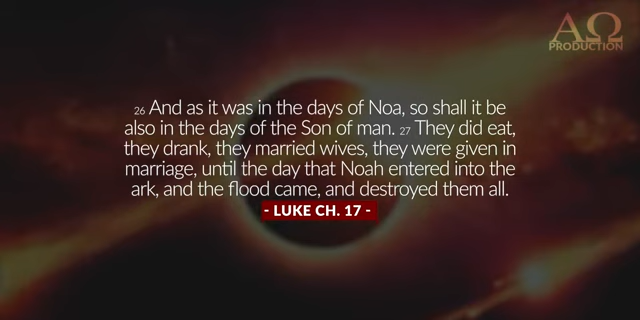 ΑΩ
PRODUCTION
26 And as it was in the days of Noa, so shall it be
also in the days of the Son of man. 27 They did eat,
they drank, they married wives, they were given in
marriage, until the day that Noah entered into the
ark, and the flood came, and destroyed them all.
- LUKE CH. 17 -